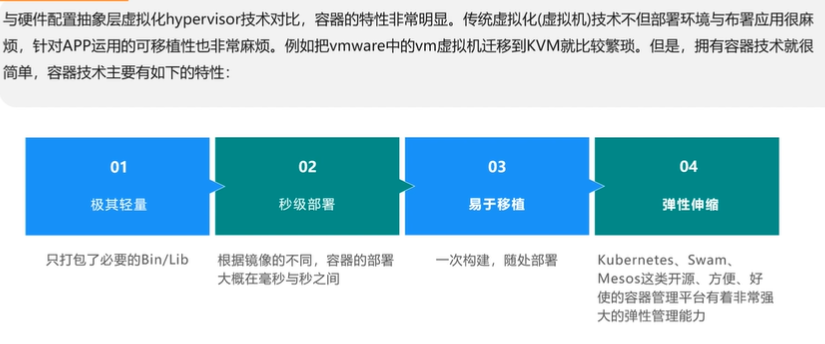 与硬件配置抽象层虚拟化hypervisor技术对比，容器的特性非常明显。传统虚拟化(虚拟机)技术不但部署环境与布署应用很麻
烦，针对APP运用的可移植性也非常麻烦。例如把vmware中的vm虚拟机迁移到KVM就比较繁琐。但是，拥有容器技术就很
简单，容器技术主要有如下的特性：
01
极其轻量
只打包了必要的Bin/Lib
02
秒级部署
根据镜像的不同，容器的部署
大概在毫秒与秒之间
03
易于移植
一次构建，随处部署
04
弹性伸缩
Kubernetes、Swam、
Mesos这类开源、方便、好
使的容器管理平台有着非常强
大的弹性管理能力